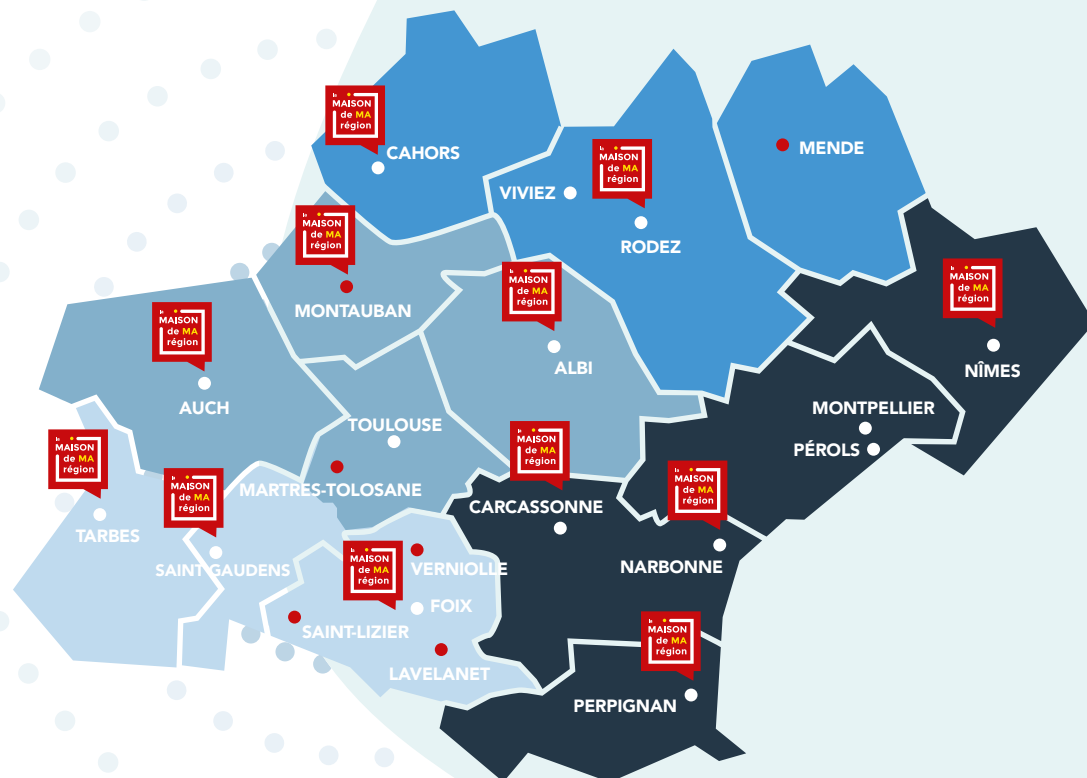 la
MAISON
de MA
région
CAHORS
MENDE
la
MAISON
de MA
région
VIVIEZ
RODEZ
la
MAISON
de MA
région
MONTAUBAN
la
MAISON
de MA
région
ALBI
la
MAISON
de MA
région
NÎMES
la
MAISON
de MA
région
AUCH
MONTPELLIER
PÉROLS
TOULOUSE
MARTRES-TOLOSANE
la
MAISON
de MA
région
TARBES
la
MAISON
de MA
région
SAINT-GAUDENS
la
MAISON
de MA
région
CARCASSONNE
la
MAISON
de MA
région
NARBONNE
la
MAISON
de MA
région
VERNIOLLE
FOIX
SAINT-LIZIER
LAVELANET
la
MAISON
de MA
région
PERPIGNAN